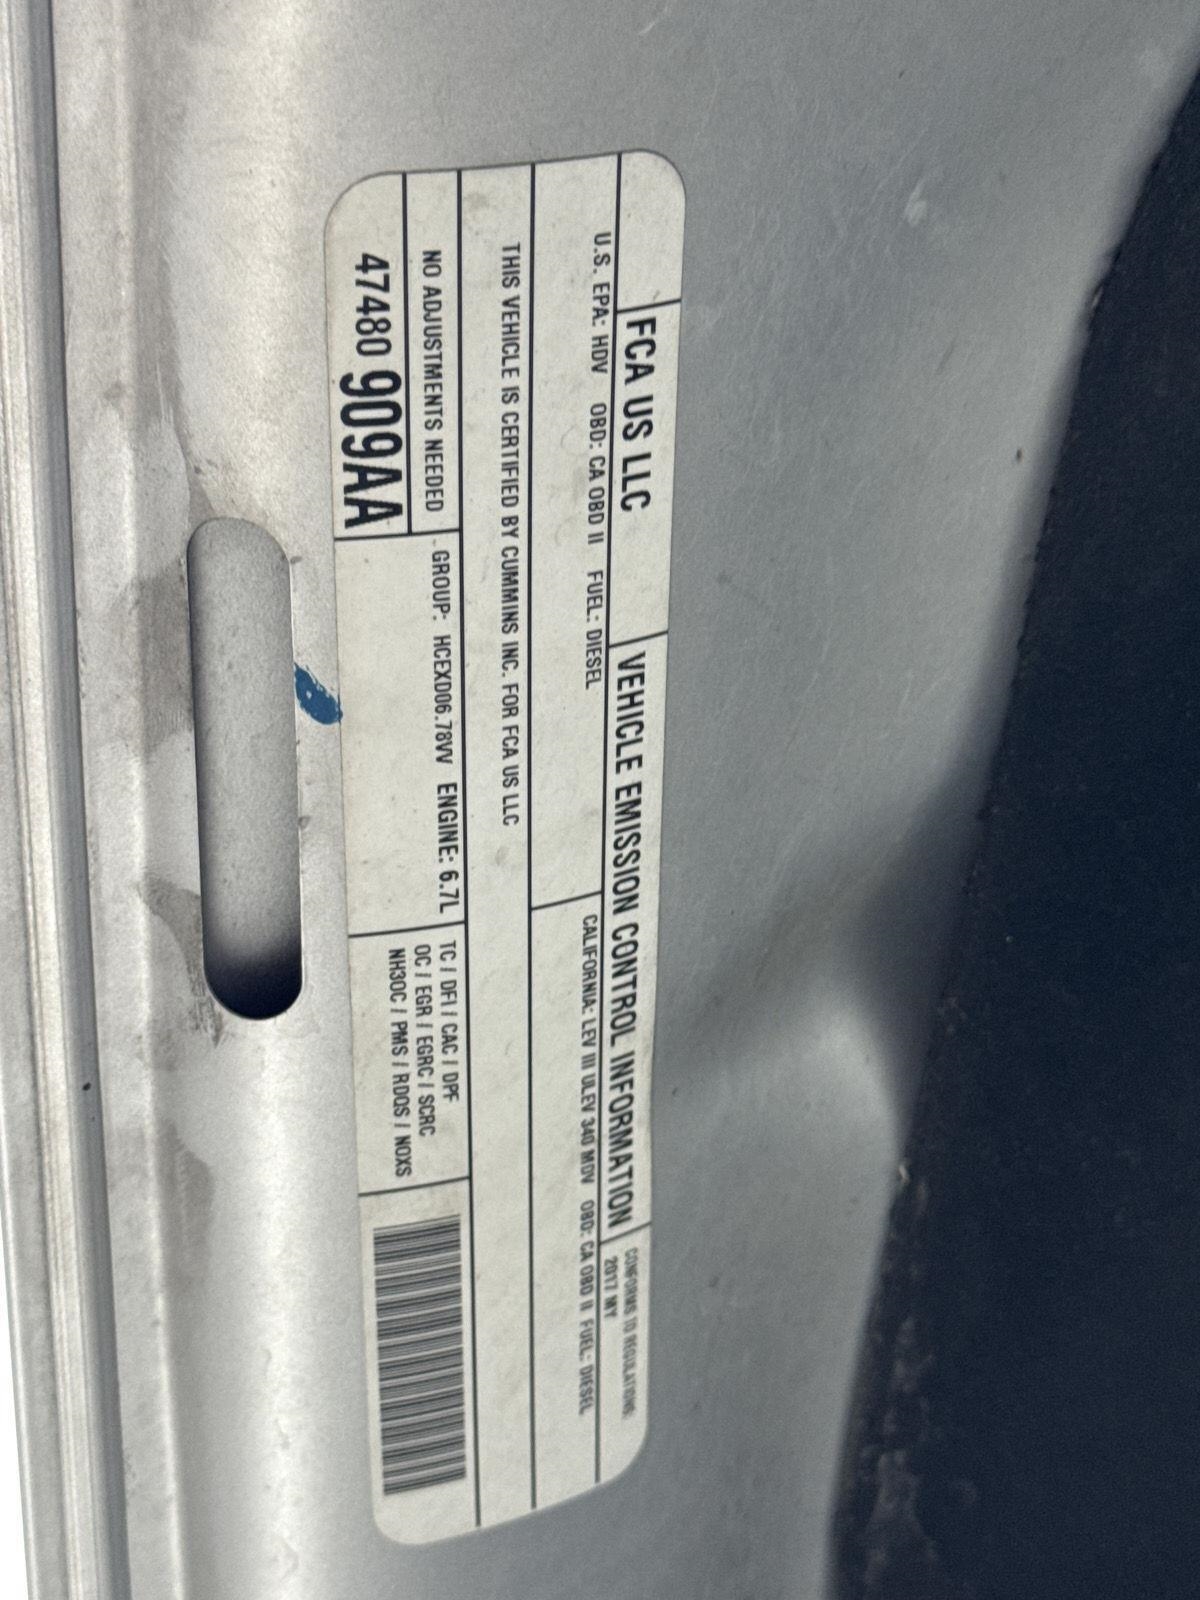 FCA US LLC
VEHICLE EMISSION CONTROL INFORMATION
CONFORMS TO REGULATIONS:
2017 MY
U.S. EPA: HDV OBD: CA OBD II FUEL: DIESEL
CALIFORNIA: LEV III ULEV 340 MDV OBD: CA OBD II FUEL: DIESEL
THIS VEHICLE IS CERTIFIED BY CUMMINS INC. FOR FCA US LLC
NO ADJUSTMENTS NEEDED
47480 909AA
GROUP: HCEXD06.78VV ENGINE: 6.7L
TC / DFI / CAC / DPF
OC / EGR / EGRC / SCRC
NH3OC / PMS / RDQS / NOXS